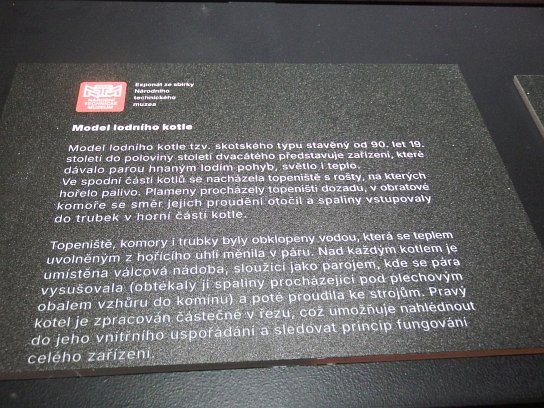 NTM
NÁRODNÍ
TECHNICKÉ
MUZEUM
Exponát ze sbírky
Národního
technického
muzea
Model lodního kotle
Model lodního kotle tzv. skotského typu stavěný od 90. let 19.
století do poloviny století dvacátého představuje zařízení, které
dávalo parou hnaným lodím pohyb, světlo i teplo.
Ve spodní části kotlů se nacházela topeniště s rošty, na kterých
hořelo palivo. Plameny procházely topeništi dozadu, v obratové
komoře se směr jejich proudění otočil a spaliny vstupovaly
do trubek v horní části kotle.
Topeniště, komory i trubky byly obklopeny vodou, která se teplem
uvolněným z hořícího uhlí měnila v páru. Nad každým kotlem je
umístěna válcová nádoba, sloužící jako parojem, kde se pára
vysušovala (obtékaly ji spaliny procházející pod plechovým
obalem vzhůru do komínu) a poté proudila ke strojům. Pravý
kotel je zpracován částečně v řezu, což umožňuje nahlédnout
do jeho vnitřního uspořádání a sledovat princip fungování
celého zařízení.